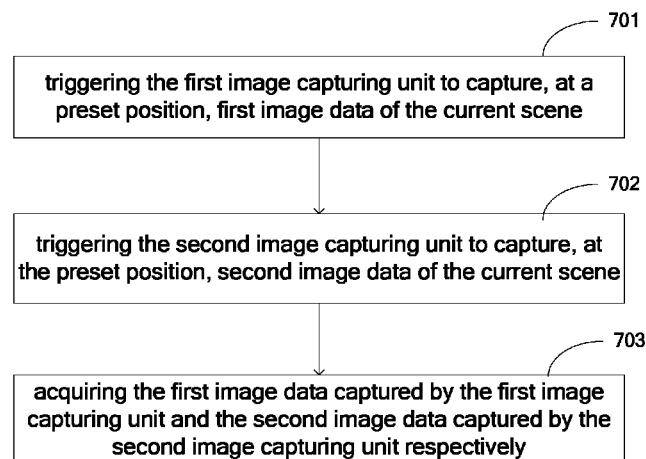 701
triggering the first image capturing unit to capture, at a
preset position, first image data of the current scene
702
triggering the second image capturing unit to capture, at
the preset position, second image data of the current scene
703
acquiring the first image data captured by the first image
capturing unit and the second image data captured by the
second image capturing unit respectively